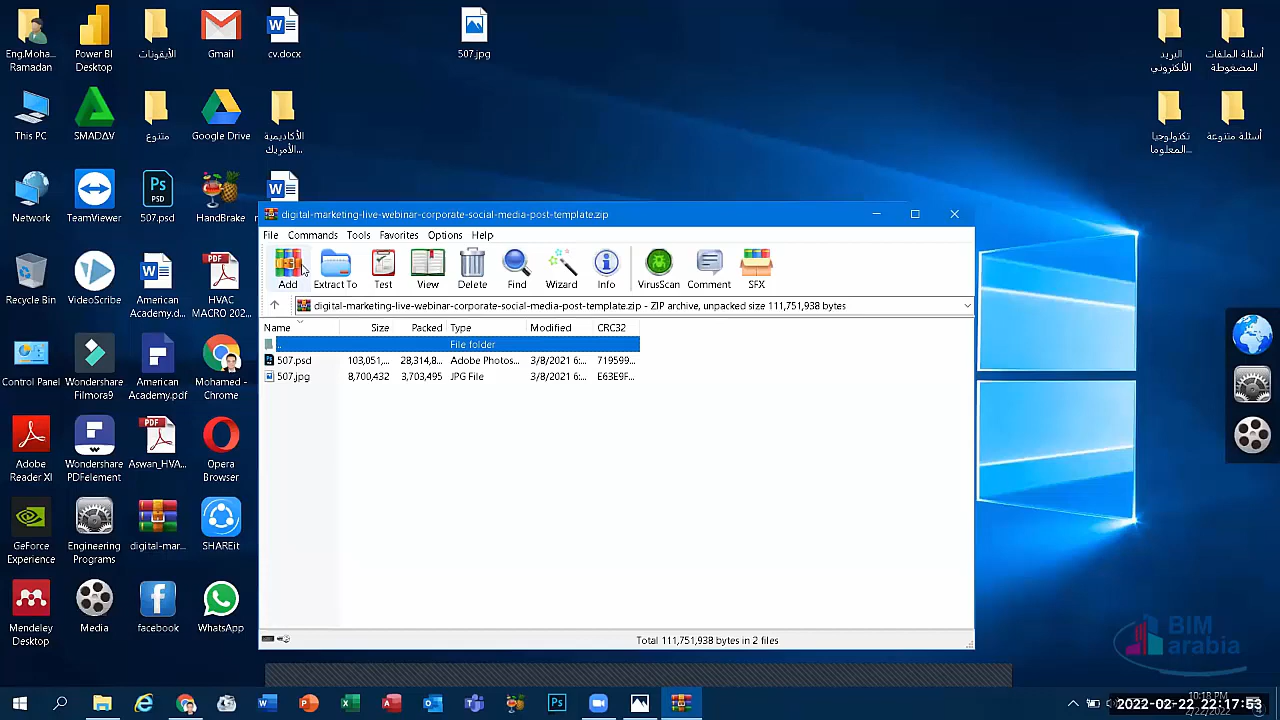 Eng.Moha...
Ramadan
Power BI
Desktop
الأيقونات
Gmail
cv.docx
507.jpg
البريد
الألكتروني
أسئلة الملفات
المضغوطة
This PC
SMADAV
متنوع
Google Drive
الأكاديمية
الأمريك...
تكنولوجيا
المعلوما...
أسئلة متنوعة
Network
TeamViewer
507.psd
HandBrake
Recycle Bin
VideoScribe
American
Academy.d...
HVAC
MACRO 202...
Control Panel
Wondershare
Filmora9
American
Academy.pdf
Mohamed -
Chrome
Adobe
Reader XI
Wondershare
PDFelement
Aswan_HVA...
Opera
Browser
GeForce
Experience
Engineering
Programs
digital-mar...
SHAREit
Mendeley
Desktop
Media
facebook
WhatsApp
digital-marketing-live-webinar-corporate-social-media-post-template.zip
File Commands Tools Favorites Options Help
Add Extract To Test View Delete Find Wizard Info VirusScan Comment SFX
digital-marketing-live-webinar-corporate-social-media-post-template.zip - ZIP archive, unpacked size 111,751,938 bytes
Name Size Packed Type Modified CRC32
.. File folder
507.psd 103,051,... 28,314,8... Adobe Photos... 3/8/2021 6:... 719599...
507.jpg 8,700,432 3,703,495 JPG File 3/8/2021 6:... E63E9F...
Total 111,751,938 bytes in 2 files
BIM
arabia
10:18 PM
2022-02-22 22:17:53